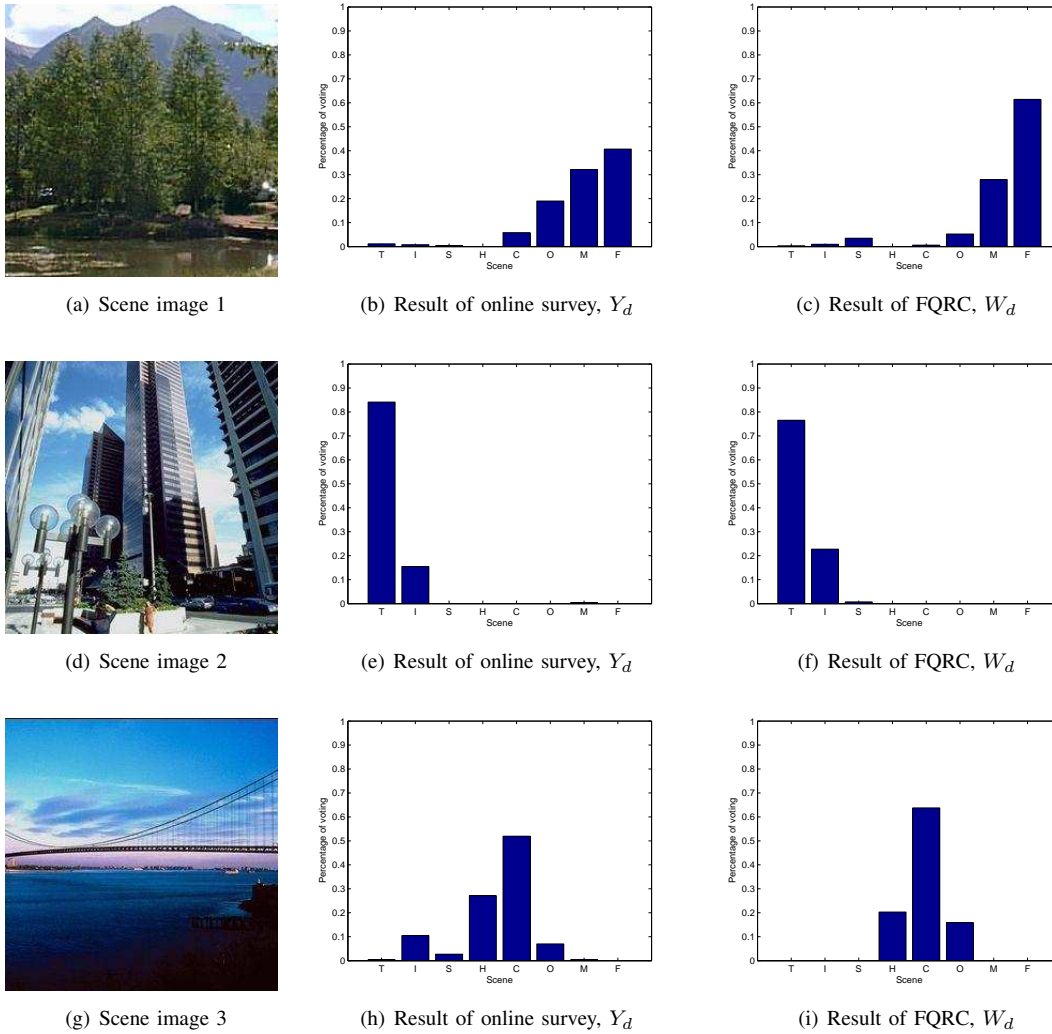 1
0.9
0.8
0.7
0.6
0.5
0.4
0.3
0.2
0.1
0
Percentage of voting
T I S H C O M F
Scene
1
0.9
0.8
0.7
0.6
0.5
0.4
0.3
0.2
0.1
0
Percentage of voting
T I S H C O M F
Scene
(a) Scene image 1
(b) Result of online survey, Y_d
(c) Result of FQRC, W_d
1
0.9
0.8
0.7
0.6
0.5
0.4
0.3
0.2
0.1
0
Percentage of voting
T I S H C O M F
Scene
1
0.9
0.8
0.7
0.6
0.5
0.4
0.3
0.2
0.1
0
Percentage of voting
T I S H C O M F
Scene
(d) Scene image 2
(e) Result of online survey, Y_d
(f) Result of FQRC, W_d
1
0.9
0.8
0.7
0.6
0.5
0.4
0.3
0.2
0.1
0
Percentage of voting
T I S H C O M F
Scene
1
0.9
0.8
0.7
0.6
0.5
0.4
0.3
0.2
0.1
0
Percentage of voting
T I S H C O M F
Scene
(g) Scene image 3
(h) Result of online survey, Y_d
(i) Result of FQRC, W_d